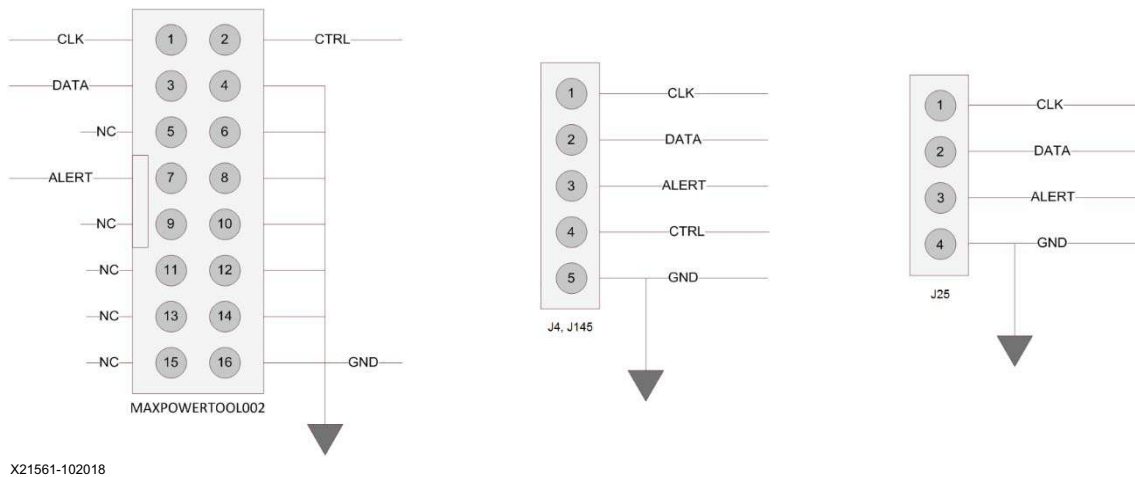 CLK 1 2 CTRL
DATA 3 4
NC 5 6
ALERT 7 8
NC 9 10
NC 11 12
NC 13 14
NC 15 16 GND
MAXPOWERTOOL002
1 CLK
2 DATA
3 ALERT
4 CTRL
5 GND
J4, J145
1 CLK
2 DATA
3 ALERT
4 GND
J25
X21561-102018